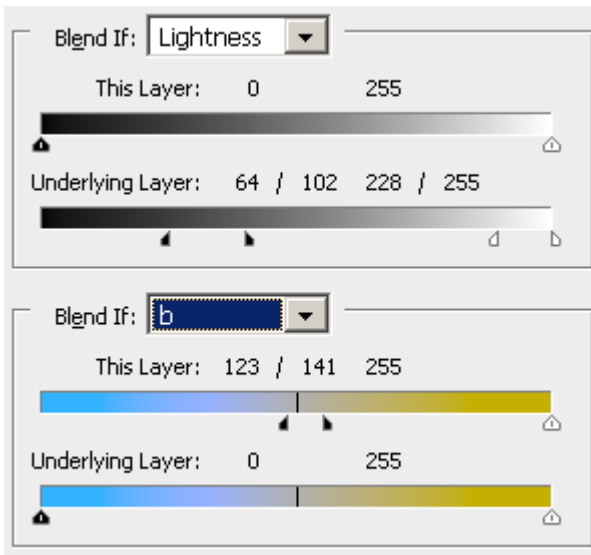 Blend If: Lightness
This Layer: 0 255
Underlying Layer: 64 / 102 228 / 255
Blend If: b
This Layer: 123 / 141 255
Underlying Layer: 0 255